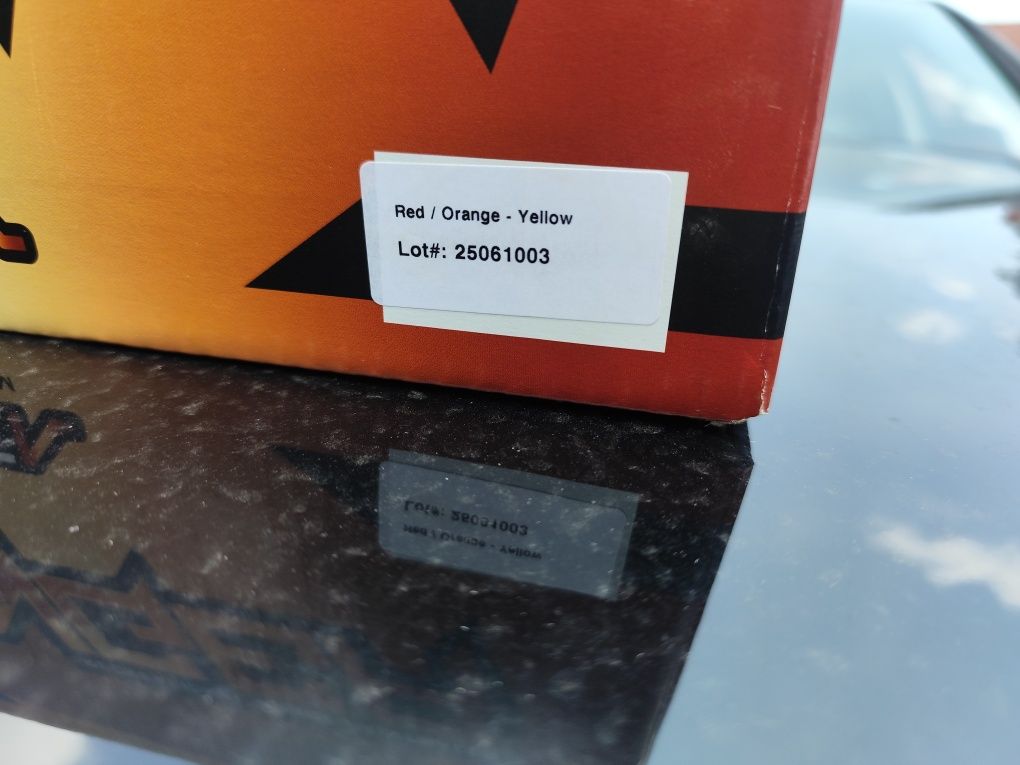 Red / Orange - Yellow
Lot#: 25061003